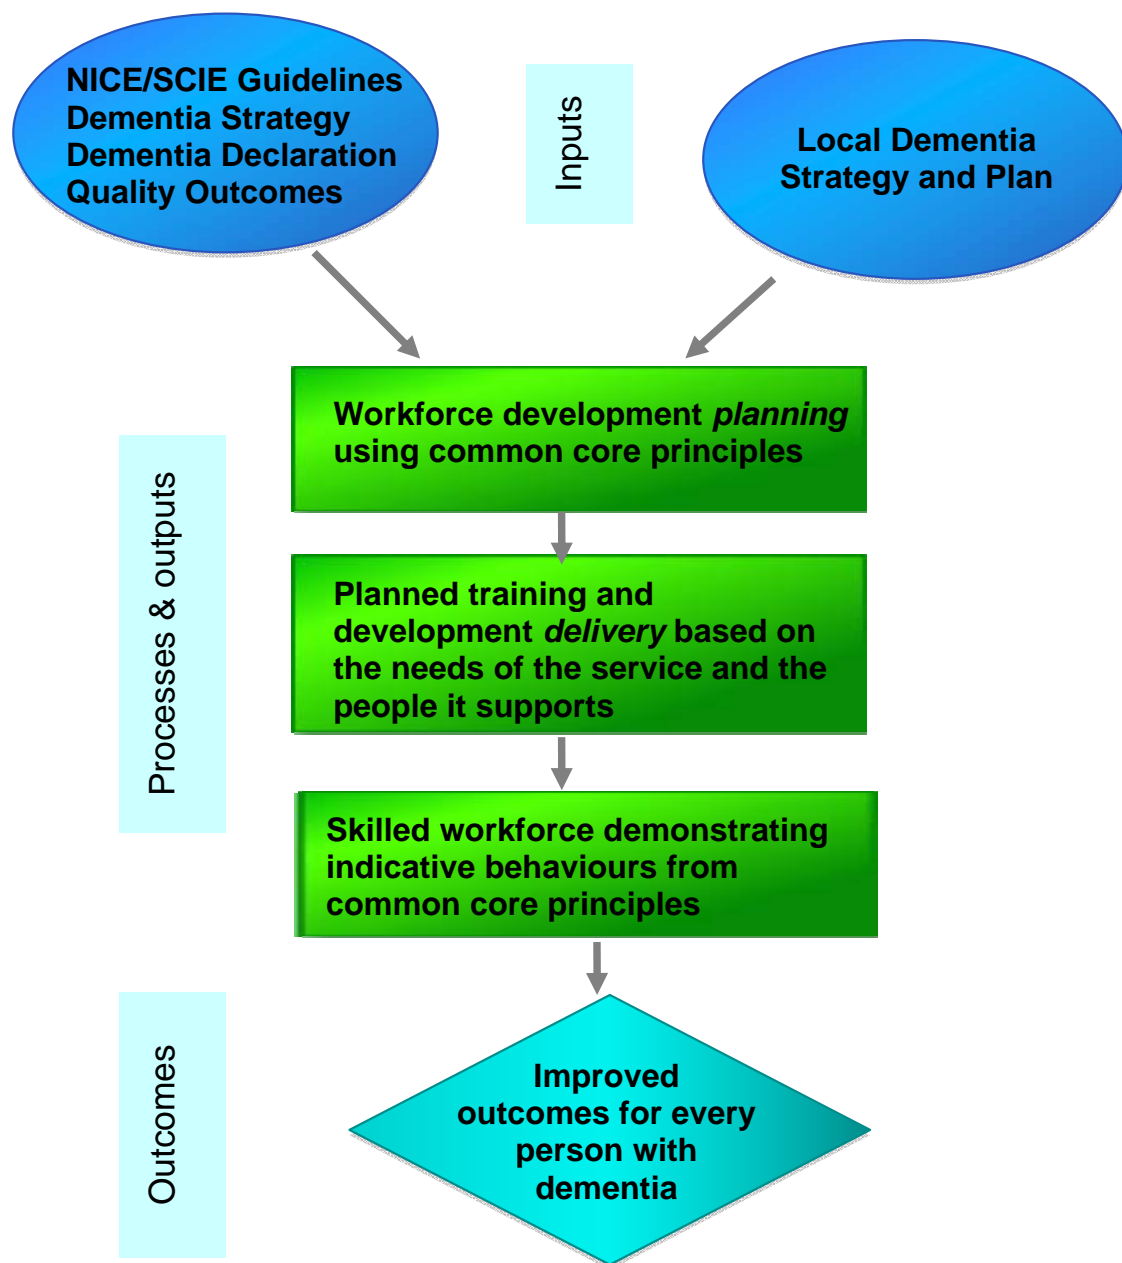 NICE/SCIE Guidelines
Dementia Strategy
Dementia Declaration
Quality Outcomes
Inputs
Local Dementia
Strategy and Plan
Processes & outputs
Workforce development planning
using common core principles
Planned training and
development delivery based on
the needs of the service and the
people it supports
Skilled workforce demonstrating
indicative behaviours from
common core principles
Outcomes
Improved
outcomes for every
person with
dementia